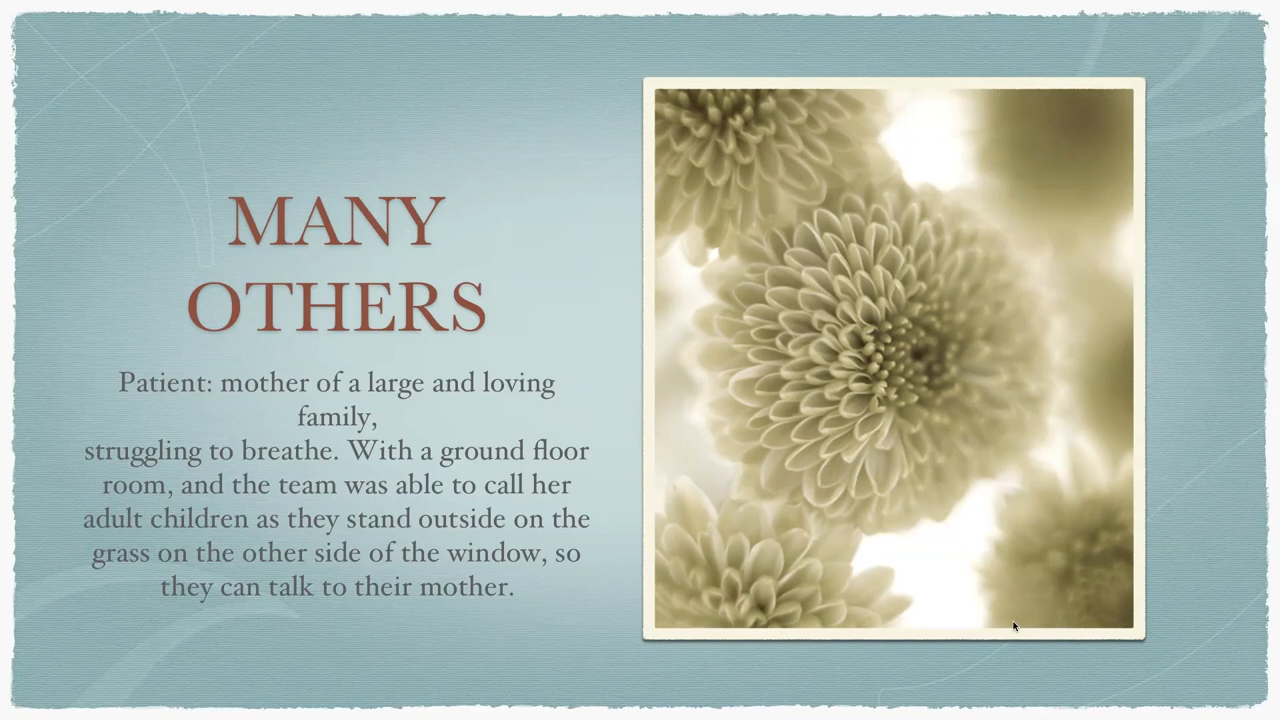 MANY
OTHERS
Patient: mother of a large and loving
family,
struggling to breathe. With a ground floor
room, and the team was able to call her
adult children as they stand outside on the
grass on the other side of the window, so
they can talk to their mother.